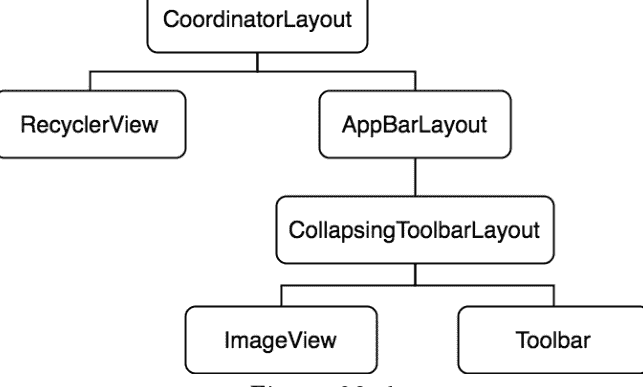 CoordinatorLayout
RecyclerView
AppBarLayout
CollapsingToolbarLayout
ImageView
Toolbar